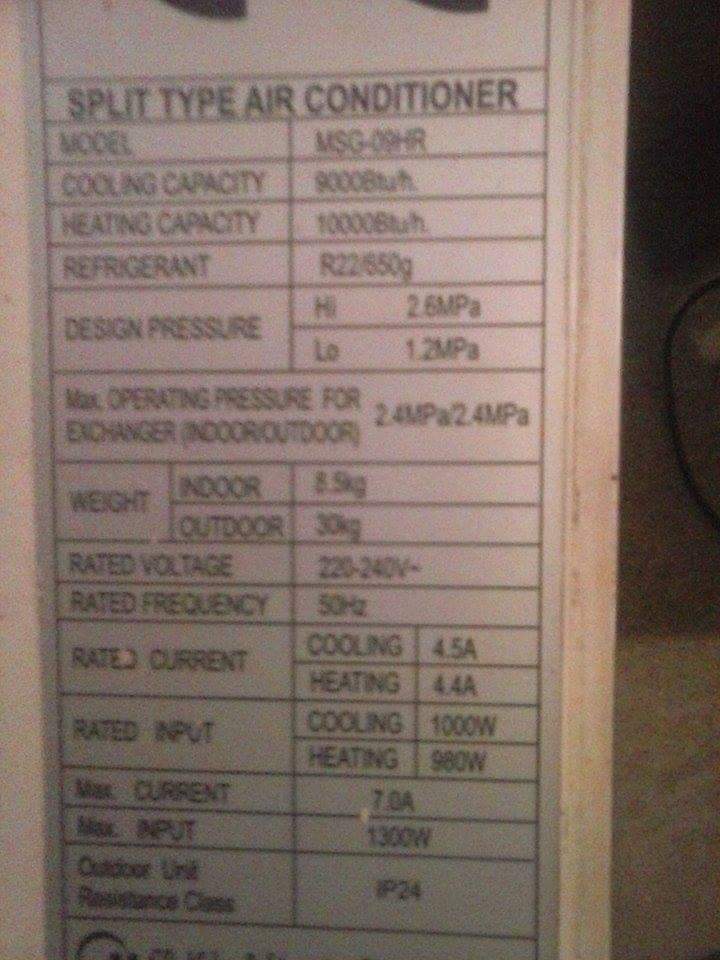 SPLIT TYPE AIR CONDITIONER
MODEL MSG-09HR
COOLING CAPACITY 9000Btu/h.
HEATING CAPACITY 10000Btu/h.
REFRIGERANT R22/650g
DESIGN PRESSURE Hi 2.6MPa
Lo 1.2MPa
Max. OPERATING PRESSURE FOR
EXCHANGER (INDOOR/OUTDOOR) 2.4MPa/2.4MPa
WEIGHT INDOOR 8.5kg
OUTDOOR 30kg
RATED VOLTAGE 220-240V~
RATED FREQUENCY 50Hz
RATED CURRENT COOLING 4.5A
HEATING 4.4A
RATED INPUT COOLING 1000W
HEATING 980W
Max. CURRENT 7.0A
Max. INPUT 1300W
Outdoor Unit
Resistance Class IP24